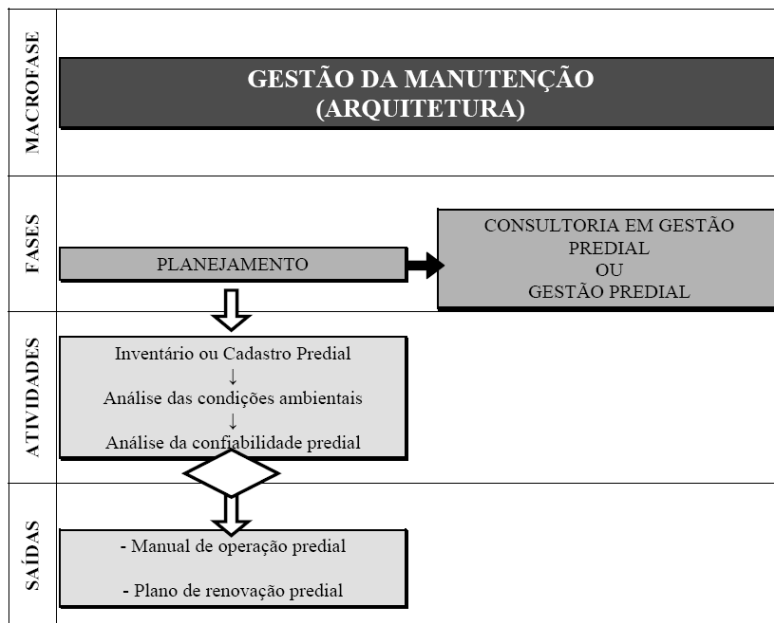 MACROFASE
GESTÃO DA MANUTENÇÃO
(ARQUITETURA)
FASES
PLANEJAMENTO
CONSULTORIA EM GESTÃO
PREDIAL
OU
GESTÃO PREDIAL
ATIVIDADES
Inventário ou Cadastro Predial
↓
Análise das condições ambientais
↓
Análise da confiabilidade predial
SAÍDAS
- Manual de operação predial
- Plano de renovação predial